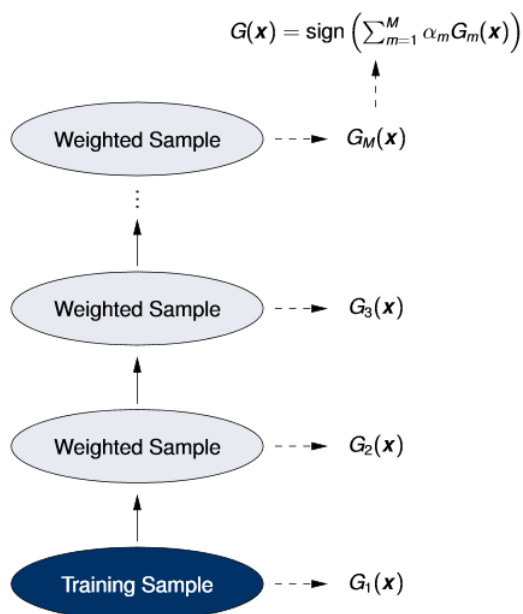 G(x) = sign (∑_{m=1}^{M} α_m G_m(x))
Weighted Sample G_M(x)
⋮
Weighted Sample G_3(x)
Weighted Sample G_2(x)
Training Sample G_1(x)